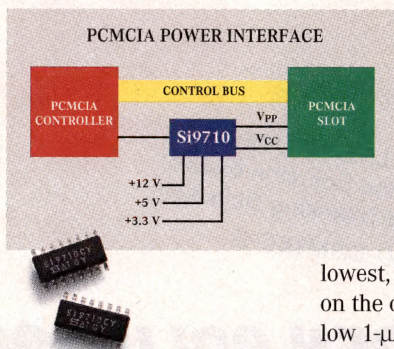 PCMCIA POWER INTERFACE
CONTROL BUS
PCMCIA
CONTROLLER
PCMCIA
SLOT
Si9710
VPP
VCC
+12 V
+5 V
+3.3 V
Si9710CY
lowest,
on the
low 1-μ